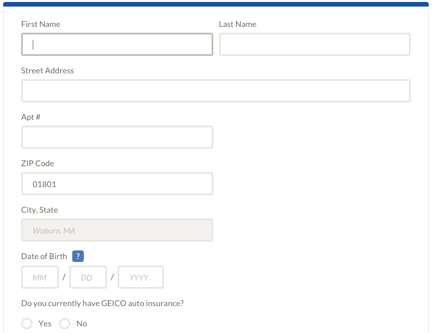 First Name Last Name
Street Address
Apt #
ZIP Code
01801
City, State
Woburn, MA
Date of Birth ?
MM / DD / YYYY
Do you currently have GEICO auto insurance?
Yes No